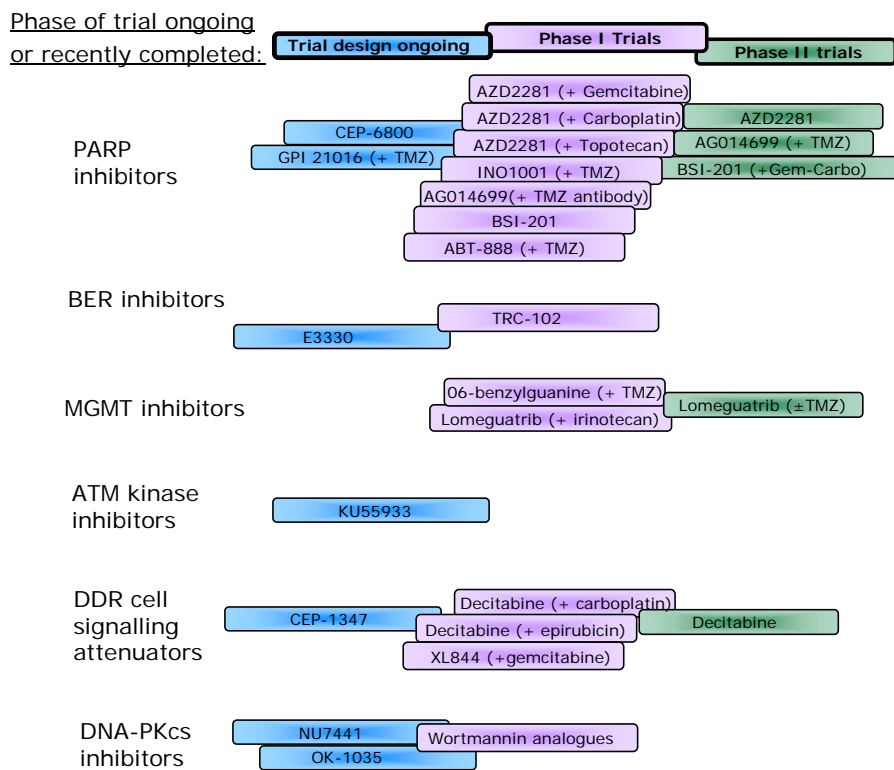 Phase of trial ongoing
or recently completed:
Trial design ongoing
Phase I Trials
Phase II trials
PARP
inhibitors
CEP-6800
GPI 21016 (+ TMZ)
AZD2281 (+ Gemcitabine)
AZD2281 (+ Carboplatin)
AZD2281 (+ Topotecan)
INO1001 (+ TMZ)
AG014699(+ TMZ antibody)
BSI-201
ABT-888 (+ TMZ)
AZD2281
AG014699 (+ TMZ)
BSI-201 (+Gem-Carbo)
BER inhibitors
E3330
TRC-102
MGMT inhibitors
06-benzylguanine (+ TMZ)
Lomeguatrib (+ irinotecan)
Lomeguatrib (±TMZ)
ATM kinase
inhibitors
KU55933
DDR cell
signalling
attenuators
CEP-1347
Decitabine (+ carboplatin)
Decitabine (+ epirubicin)
XL844 (+gemcitabine)
Decitabine
DNA-PKcs
inhibitors
NU7441
OK-1035
Wortmannin analogues